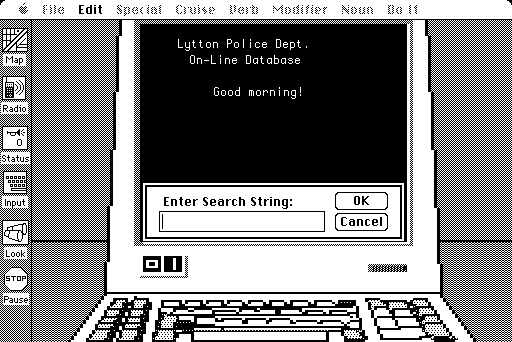 File Edit Special Cruise Verb Modifier Noun Do It
Lytton Police Dept.
On-Line Database
Good morning!
Map
Radio
0
Status
Input
Look
STOP
Pause
Enter Search String:
OK
Cancel